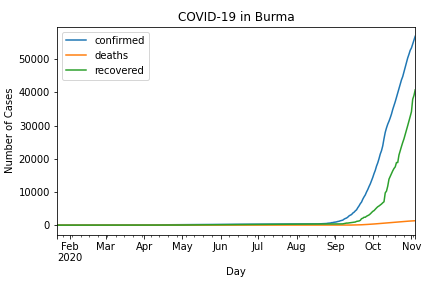 COVID-19 in Burma
confirmed
deaths
recovered
Number of Cases
50000
40000
30000
20000
10000
0
Feb Mar Apr May Jun Jul Aug Sep Oct Nov
2020
Day